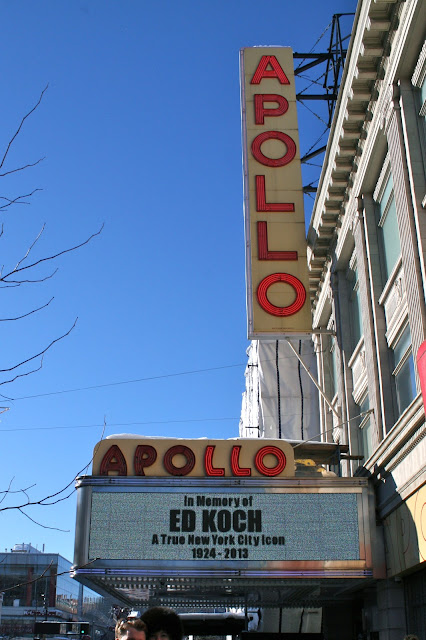 APOLLO
APOLLO
In Memory of
ED KOCH
A True New York City Icon
1924 - 2013